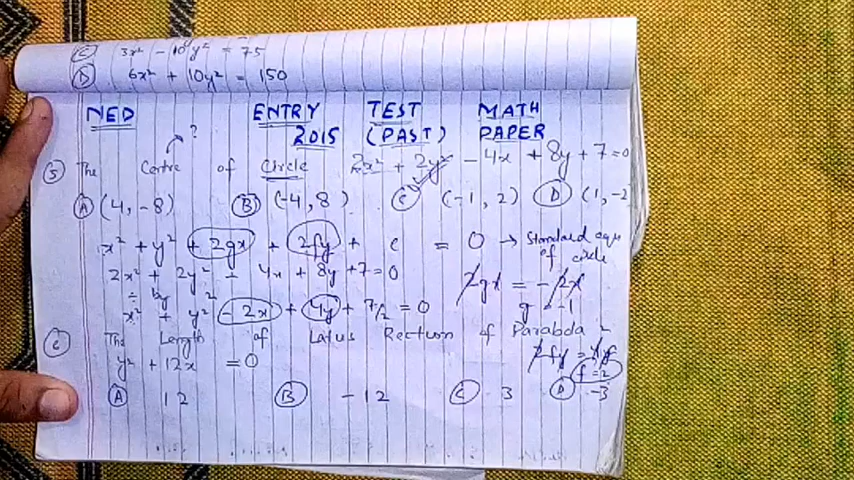 C 3x² - 10y² = 75
D 6x² + 10y² = 150
NED ENTRY TEST MATH
2015 (PAST) PAPER
?
5 The Centre of Circle 2x² + 2y² - 4x + 8y + 7 = 0
A (4, -8) B (-4, 8) C (-1, 2) D (1, -2
x² + y² + 2gx + 2fy + c = 0 → Standard eqn
of circle
2x² + 2y² - 4x + 8y + 7 = 0
÷ by 2
2gx = -2x
x² + y² - 2x + 4y + 7/2 = 0
g = -1
6 The Length of Latus Rectum of Parabola
y² + 12x = 0
2fy = 4y
f = 2
A 12 B -12 C 3 D -3